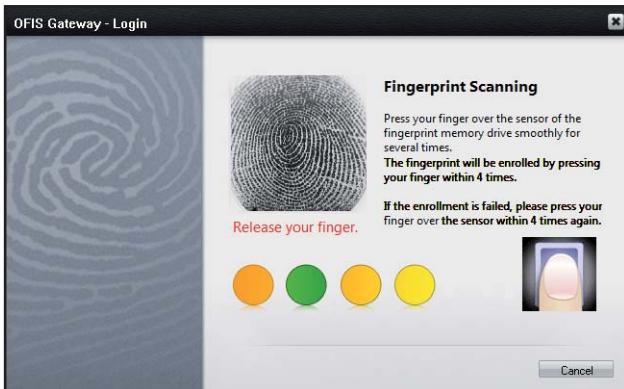 OFIS Gateway - Login
Fingerprint Scanning
Press your finger over the sensor of the
fingerprint memory drive smoothly for
several times.
The fingerprint will be enrolled by pressing
your finger within 4 times.
If the enrollment is failed, please press your
finger over the sensor within 4 times again.
Release your finger.
Cancel